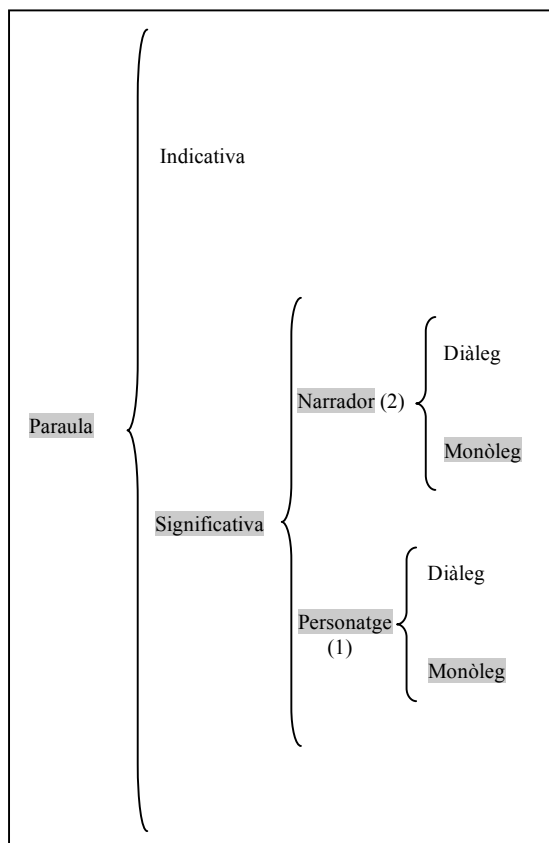 Indicativa
Diàleg
Narrador (2)
Paraula
Monòleg
Significativa
Diàleg
Personatge
(1)
Monòleg